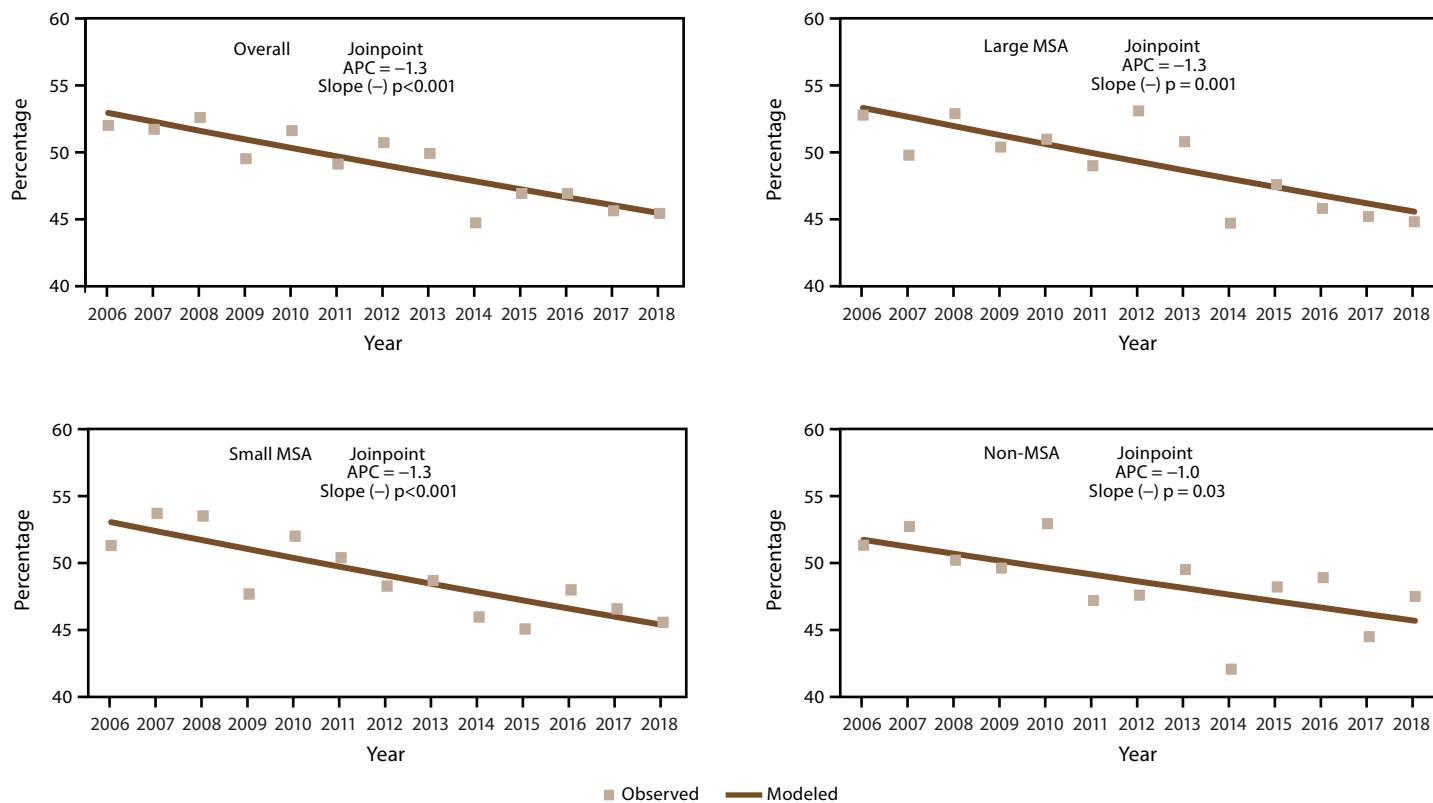 Overall Joinpoint
APC = −1.3
Slope (−) p<0.001
Percentage
60
55
50
45
40
2006 2007 2008 2009 2010 2011 2012 2013 2014 2015 2016 2017 2018
Year
Large MSA Joinpoint
APC = −1.3
Slope (−) p = 0.001
Percentage
60
55
50
45
40
2006 2007 2008 2009 2010 2011 2012 2013 2014 2015 2016 2017 2018
Year
Small MSA Joinpoint
APC = −1.3
Slope (−) p<0.001
Percentage
60
55
50
45
40
2006 2007 2008 2009 2010 2011 2012 2013 2014 2015 2016 2017 2018
Year
Non-MSA Joinpoint
APC = −1.0
Slope (−) p = 0.03
Percentage
60
55
50
45
40
2006 2007 2008 2009 2010 2011 2012 2013 2014 2015 2016 2017 2018
Year
Observed Modeled